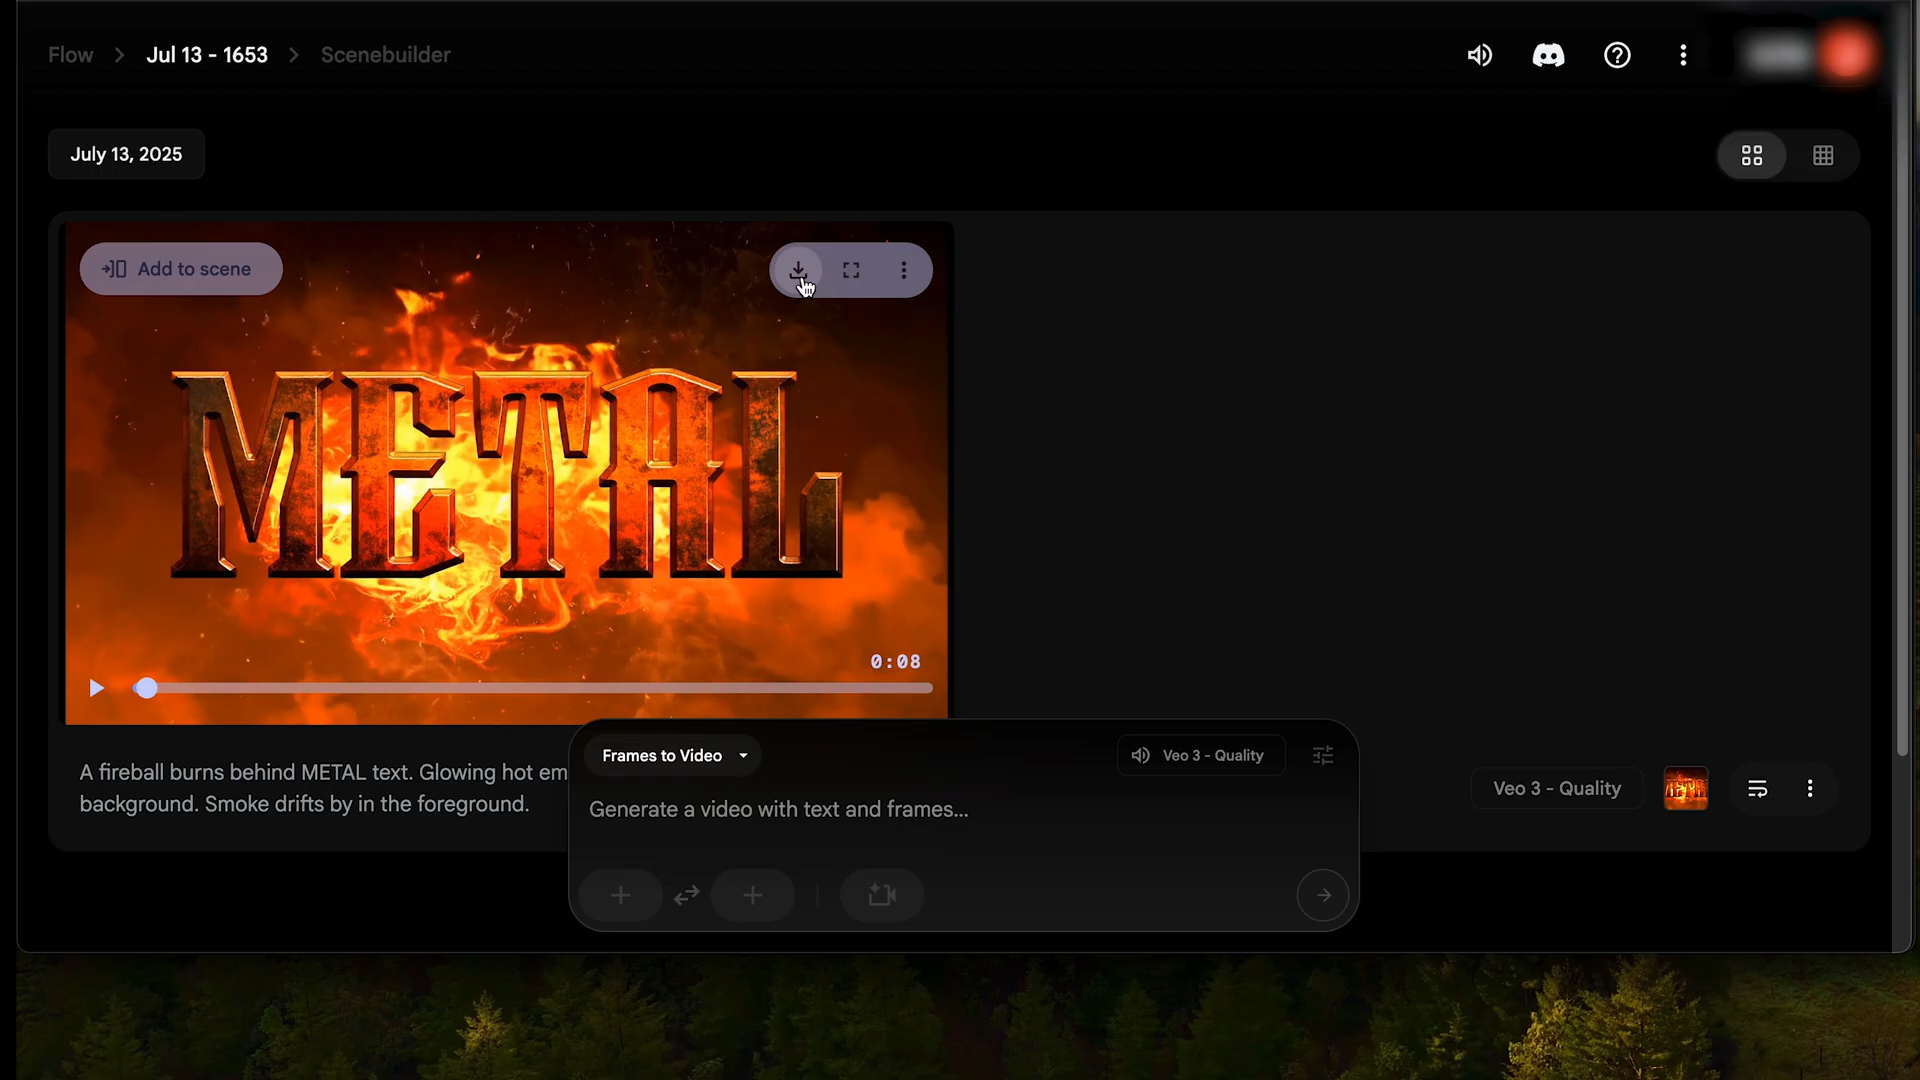 Flow > Jul 13 - 1653 > Scenebuilder
July 13, 2025
Add to scene
METAL
0:08
A fireball burns behind METAL text. Glowing hot em
background. Smoke drifts by in the foreground.
Frames to Video
Veo 3 - Quality
Generate a video with text and frames...
Veo 3 - Quality
METAL